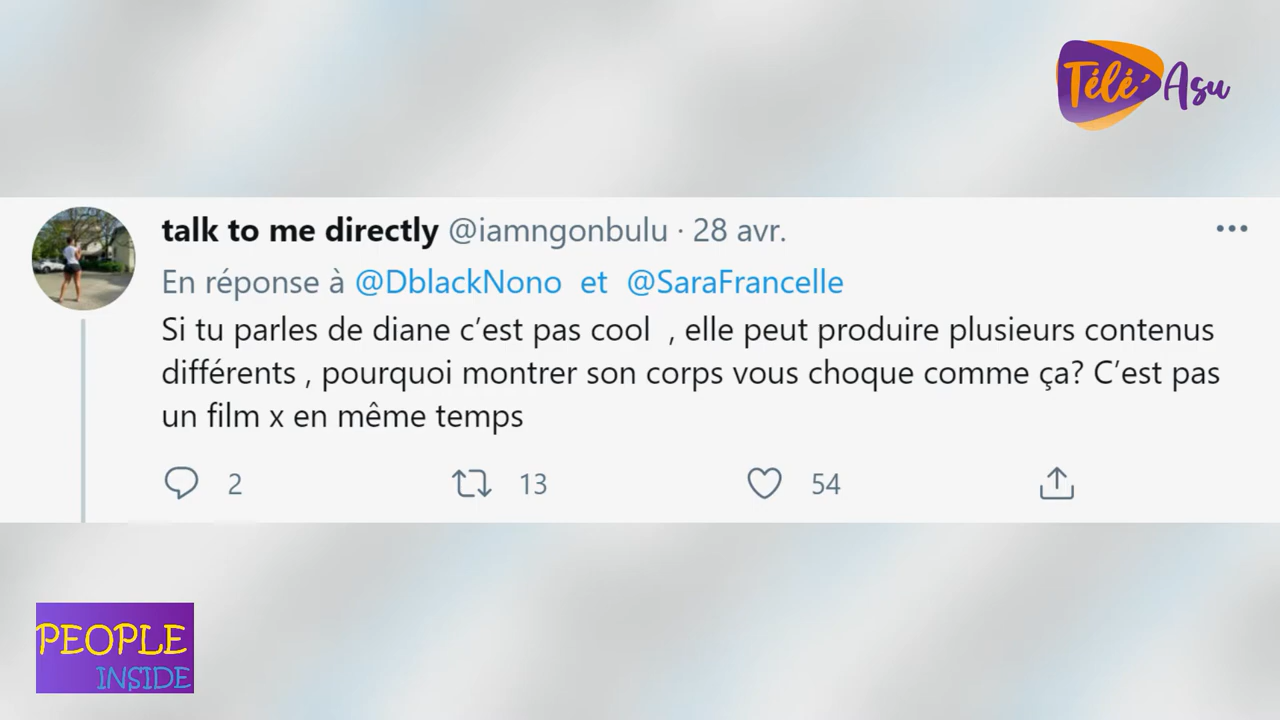 Télé' Asu
talk to me directly @iamngonbulu · 28 avr.
En réponse à @DblackNono et @SaraFrancelle
Si tu parles de diane c’est pas cool , elle peut produire plusieurs contenus
différents , pourquoi montrer son corps vous choque comme ça? C’est pas
un film x en même temps
2 13 54
PEOPLE
INSIDE